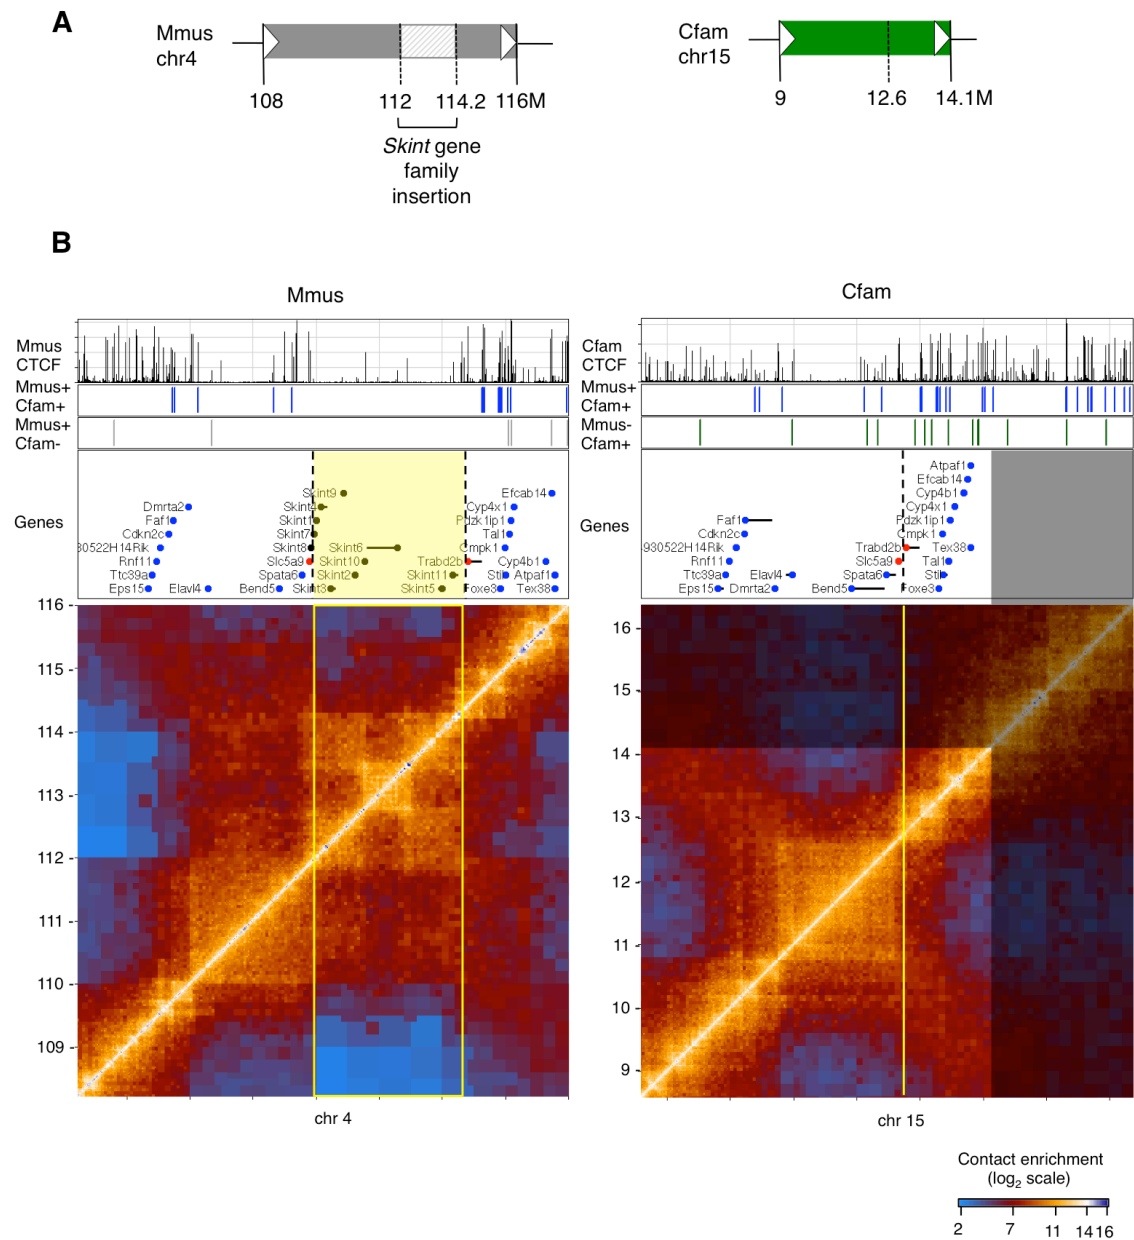 A
Mmus
chr4
108
112
114.2
116M
Skint gene
family
insertion
Cfam
chr15
9
12.6
14.1M
B
Mmus
Mmus
CTCF
Mmus+
Cfam+
Mmus+
Cfam-
Genes
Skint9
Efcab14
Dmrta2
Skint4
Cyp4x1
Faf1
Skint1
Pdzk1ip1
Cdkn2c
Skint7
Tal1
30522H14Rik
Skint8
Skint6
Cmpk1
Rnf11
Slc5a9
Skint10
Trabd2b
Cyp4b1
Ttc39a
Spata6
Skint2
Skint11
Stil
Atpaf1
Eps15
Elavl4
Bend5
Skint3
Skint5
Foxe3
Tex38
116
115
114
113
112
111
110
109
chr 4
Cfam
Cfam
CTCF
Mmus+
Cfam+
Mmus-
Cfam+
Genes
Atpaf1
Efcab14
Cyp4b1
Cyp4x1
Faf1
Pdzk1ip1
Cdkn2c
Cmpk1
930522H14Rik
Trabd2b
Tex38
Rnf11
Slc5a9
Tal1
Ttc39a
Elavl4
Spata6
Stil
Eps15
Dmrta2
Bend5
Foxe3
16
15
14
13
12
11
10
9
chr 15
Contact enrichment
(log2 scale)
2 7 11 14 16